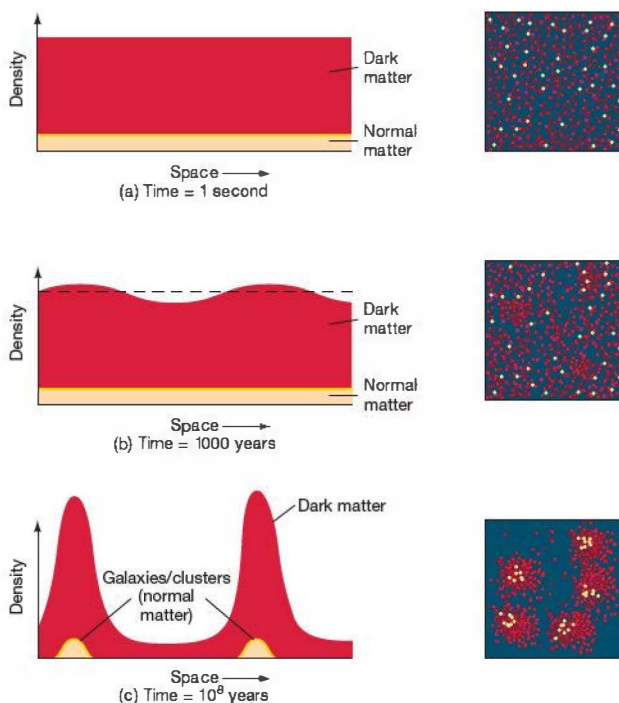 Density
Dark
matter
Normal
matter
Space
(a) Time = 1 second
Density
Dark
matter
Normal
matter
Space
(b) Time = 1000 years
Density
Dark matter
Galaxies/clusters
(normal
matter)
Space
(c) Time = 10⁸ years